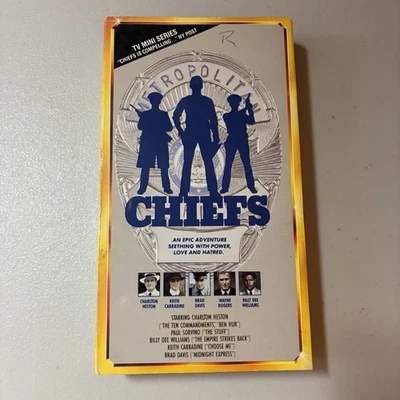 TV MINI SERIES
"CHIEFS IS COMPELLING..." NY POST
R
METROPOLITAN
CHIEFS
AN EPIC ADVENTURE
SEETHING WITH POWER,
LOVE AND HATRED.
CHARLTON HESTON
KEITH CARRADINE
BRAD DAVIS
WAYNE ROGERS
BILLY DEE WILLIAMS
STARRING CHARLTON HESTON
("THE TEN COMMANDMENTS," "BEN HUR")
PAUL SORVINO ("THE STUFF")
BILLY DEE WILLIAMS ("THE EMPIRE STRIKES BACK")
KEITH CARRADINE ("CHOOSE ME")
BRAD DAVIS ("MIDNIGHT EXPRESS")